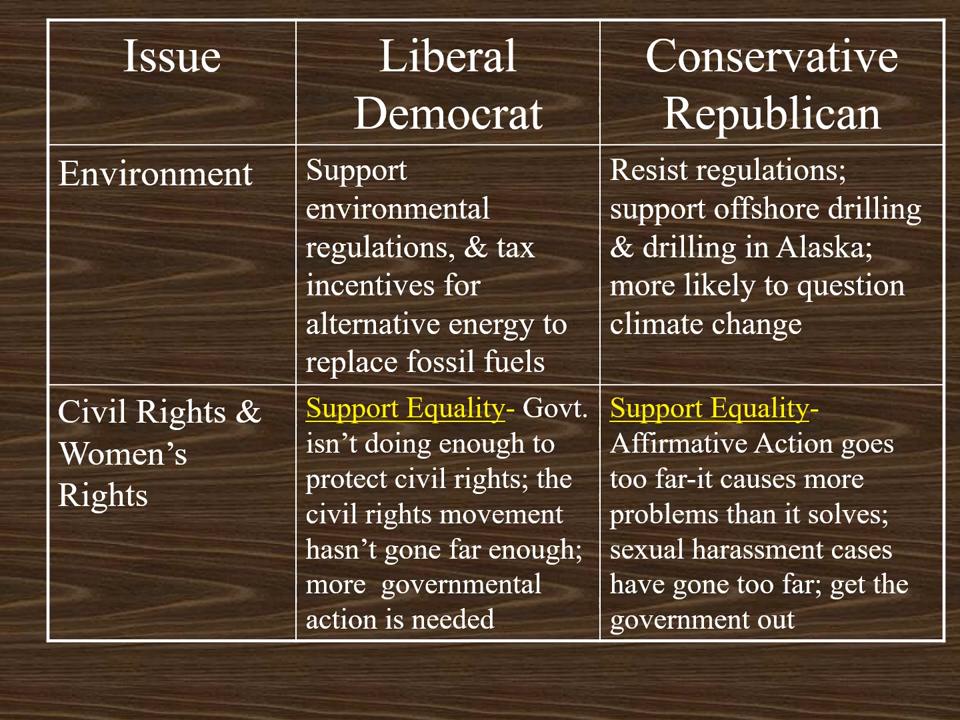 Issue
Liberal
Democrat
Conservative
Republican
Environment
Support
environmental
regulations, & tax
incentives for
alternative energy to
replace fossil fuels
Resist regulations;
support offshore drilling
& drilling in Alaska;
more likely to question
climate change
Civil Rights &
Women’s
Rights
Support Equality- Govt.
isn’t doing enough to
protect civil rights; the
civil rights movement
hasn’t gone far enough;
more  governmental
action is needed
Support Equality-
Affirmative Action goes
too far-it causes more
problems than it solves;
sexual harassment cases
have gone too far; get the
government out